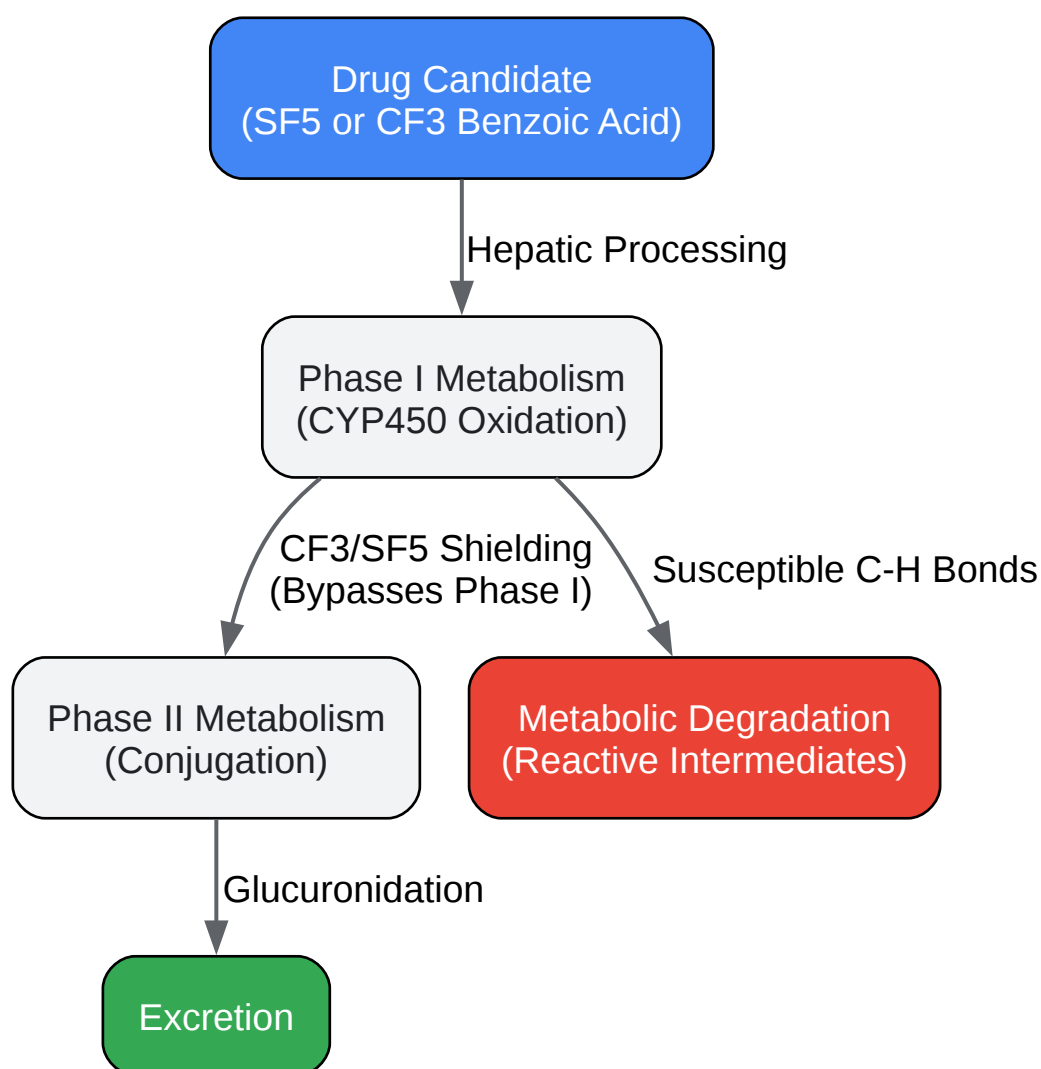 Drug Candidate
(SF5 or CF3 Benzoic Acid)
Hepatic Processing
Phase I Metabolism
(CYP450 Oxidation)
CF3/SF5 Shielding
(Bypasses Phase I)
Susceptible C-H Bonds
Phase II Metabolism
(Conjugation)
Metabolic Degradation
(Reactive Intermediates)
Glucuronidation
Excretion